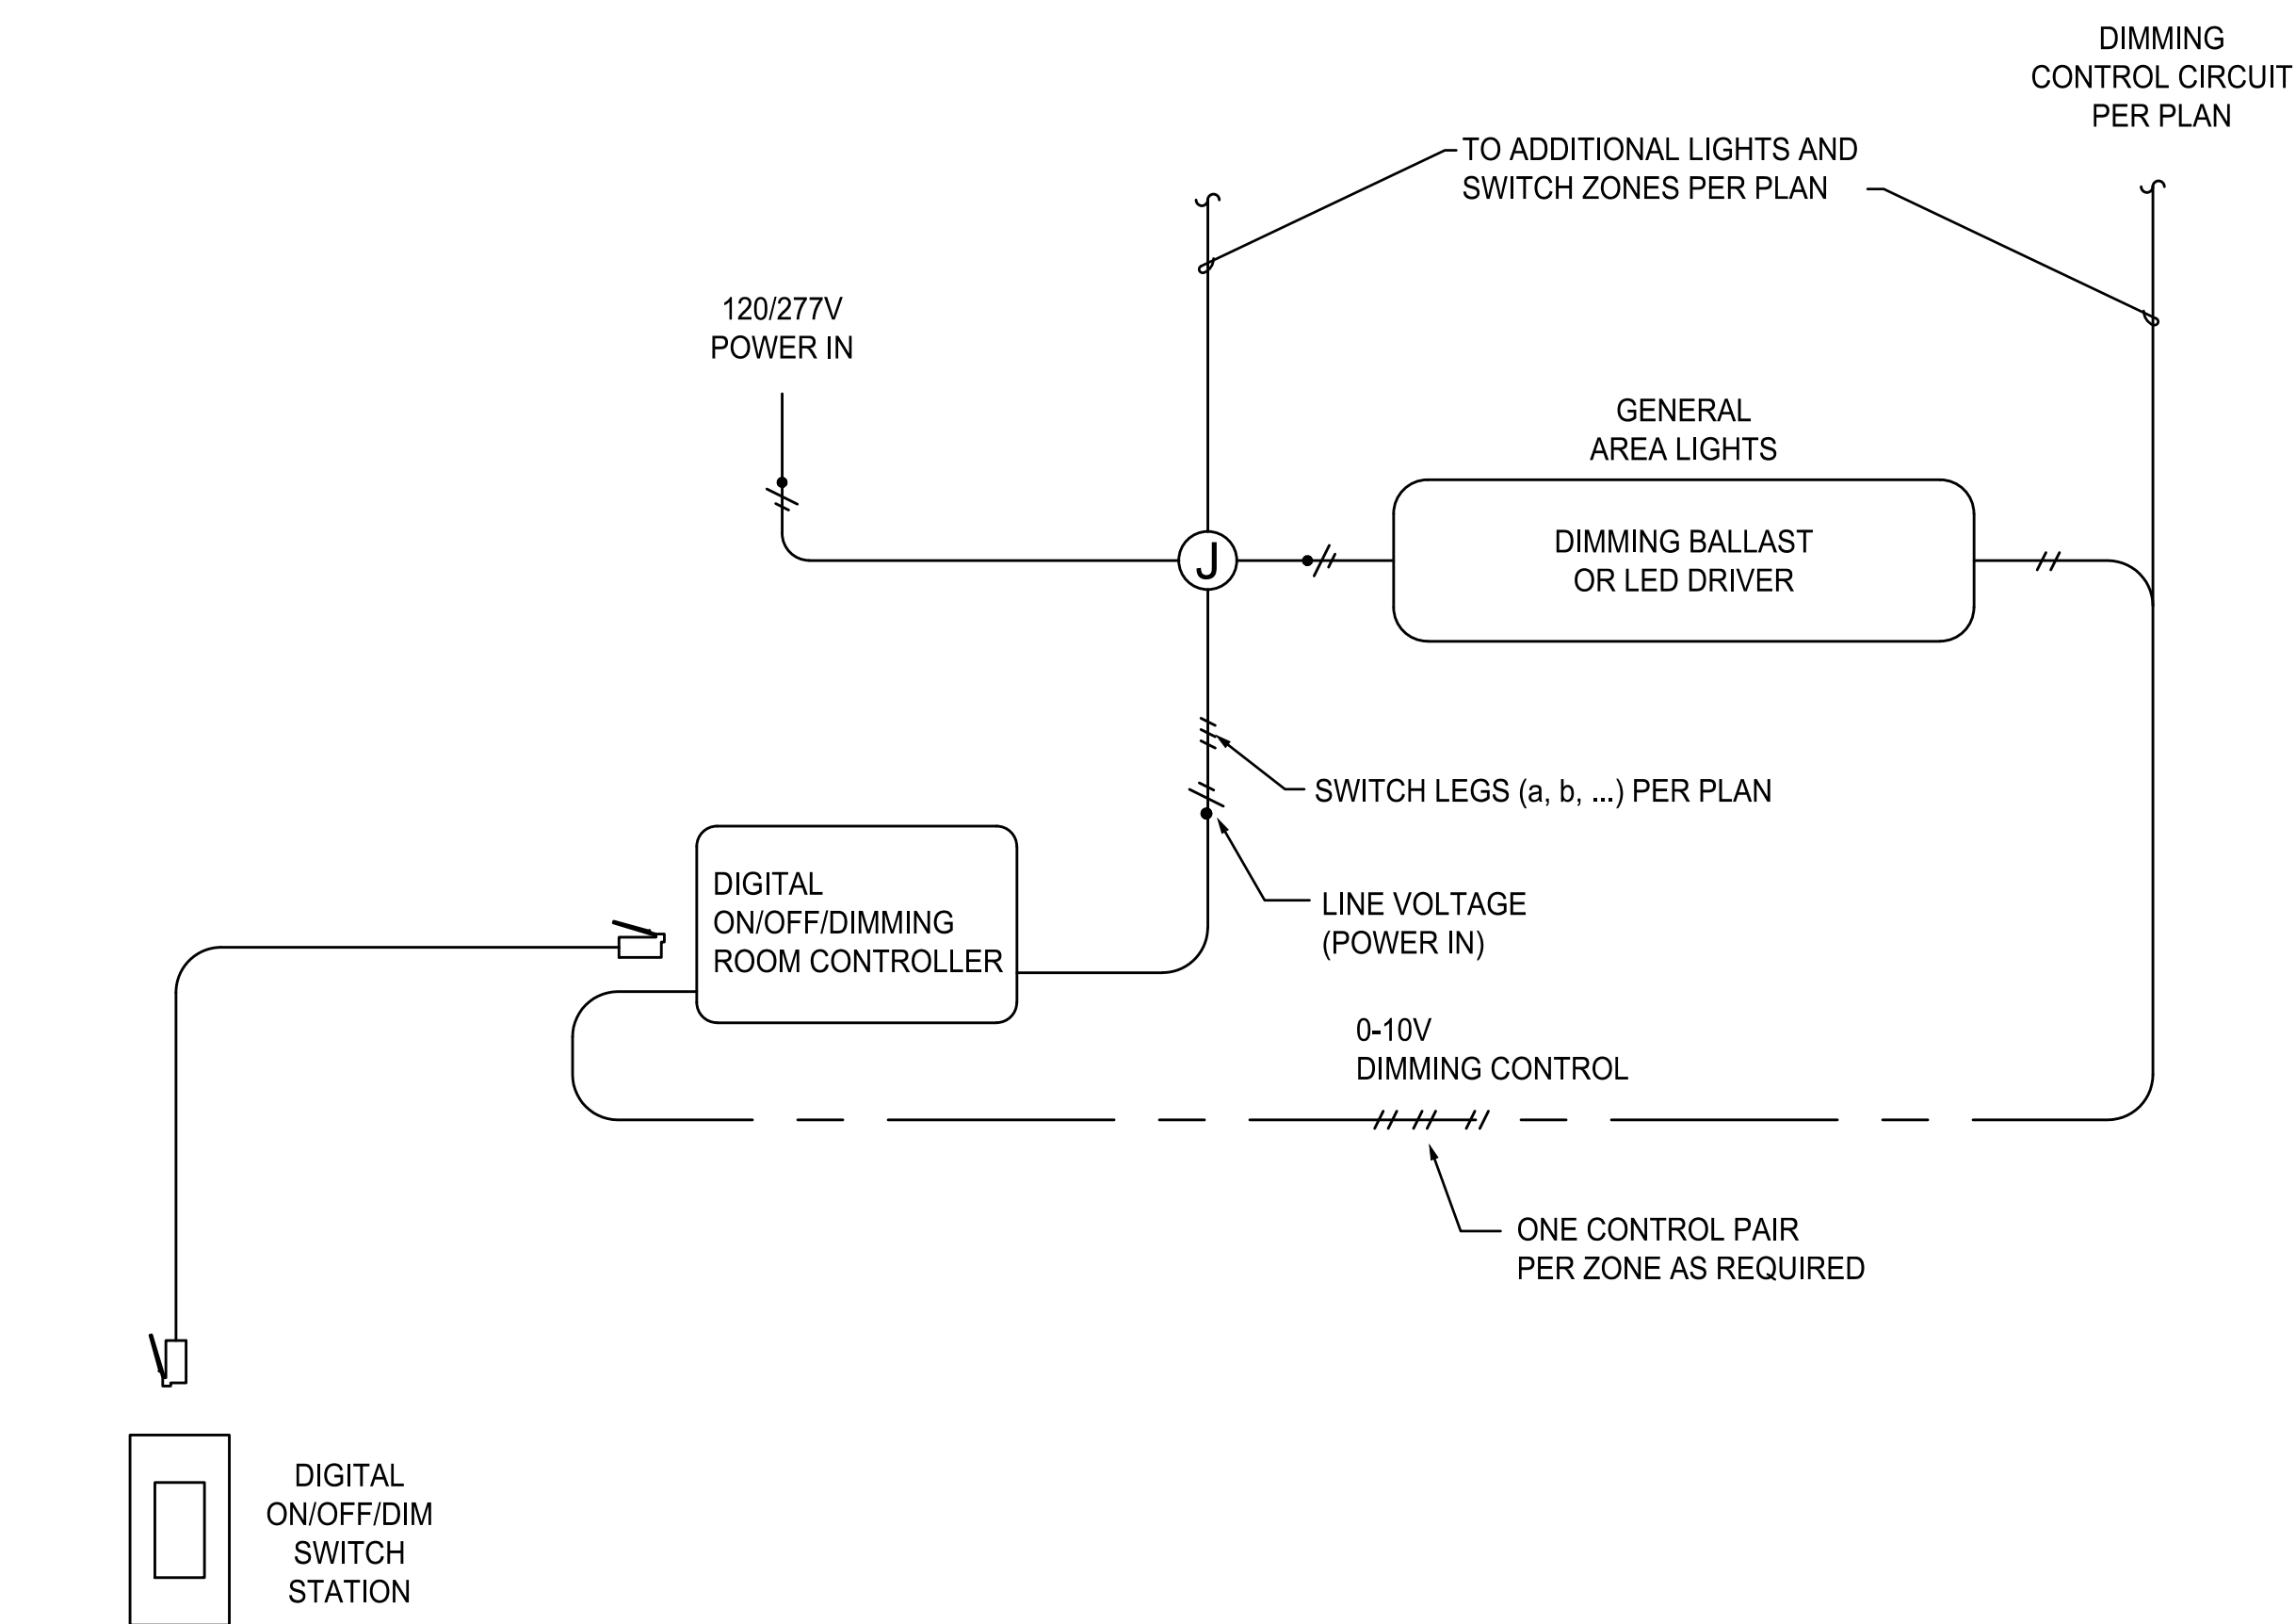 DIMMING
CONTROL CIRCUIT
PER PLAN
TO ADDITIONAL LIGHTS AND
SWITCH ZONES PER PLAN
120/277V
POWER IN
GENERAL
AREA LIGHTS
J
DIMMING BALLAST
OR LED DRIVER
SWITCH LEGS (a, b, ...) PER PLAN
DIGITAL
ON/OFF/DIMMING
ROOM CONTROLLER
LINE VOLTAGE
(POWER IN)
0-10V
DIMMING CONTROL
ONE CONTROL PAIR
PER ZONE AS REQUIRED
DIGITAL
ON/OFF/DIM
SWITCH
STATION